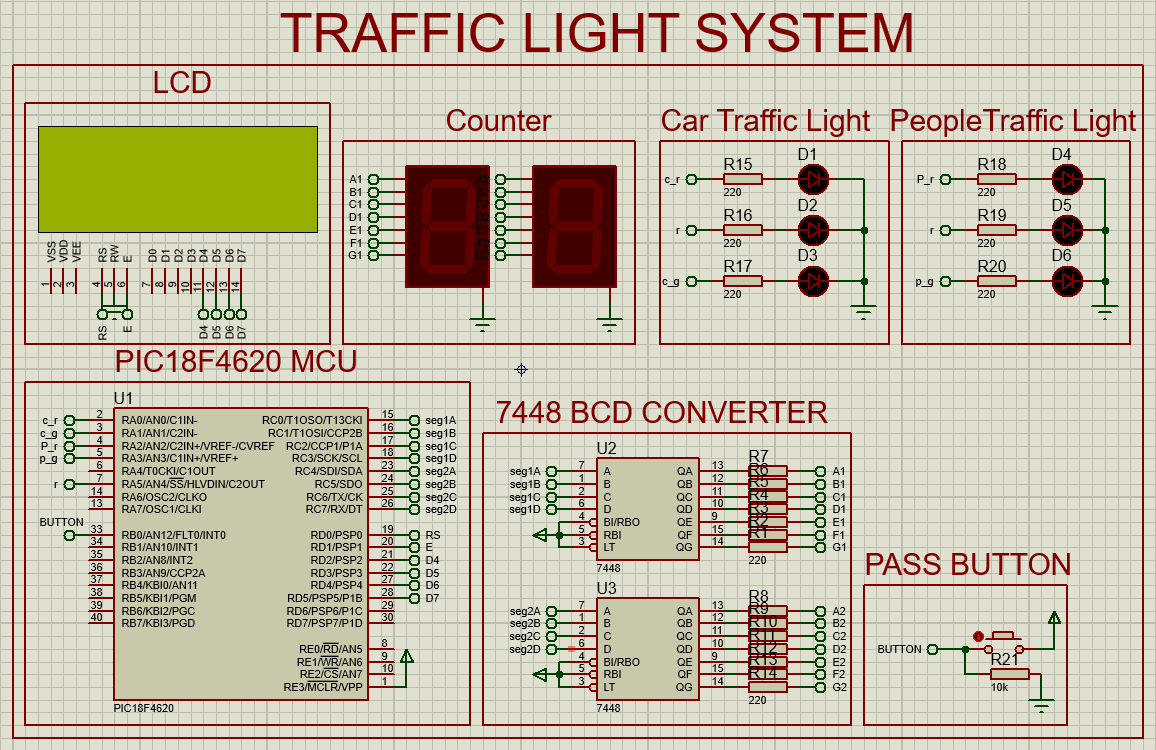 TRAFFIC LIGHT SYSTEM
LCD
VSS VDD VEE RS RW E D0 D1 D2 D3 D4 D5 D6 D7
1 2 3 4 5 6 7 8 9 10 11 12 13 14
RS E D4 D5 D6 D7
Counter
A1
B1
C1
D1
E1
F1
G1
Car Traffic Light
c_r R15 220 D1
r R16 220 D2
c_g R17 220 D3
PeopleTraffic Light
P_r R18 220 D4
r R19 220 D5
p_g R20 220 D6
PIC18F4620 MCU
U1
c_r 2 RA0/AN0/C1IN- RC0/T1OSO/T13CKI 15 seg1A
c_g 3 RA1/AN1/C2IN- RC1/T1OSI/CCP2B 16 seg1B
P_r 4 RA2/AN2/C2IN+/VREF-/CVREF RC2/CCP1/P1A 17 seg1C
p_g 5 RA3/AN3/C1IN+/VREF+ RC3/SCK/SCL 18 seg1D
6 RA4/T0CKI/C1OUT RC4/SDI/SDA 23 seg2A
r 7 RA5/AN4/SS/HLVDIN/C2OUT RC5/SDO 24 seg2B
14 RA6/OSC2/CLKO RC6/TX/CK 25 seg2C
13 RA7/OSC1/CLKI RC7/RX/DT 26 seg2D
BUTTON 33 RB0/AN12/FLT0/INT0 RD0/PSP0 19 RS
34 RB1/AN10/INT1 RD1/PSP1 20 E
35 RB2/AN8/INT2 RD2/PSP2 21 D4
36 RB3/AN9/CCP2A RD3/PSP3 22 D5
37 RB4/KBI0/AN11 RD4/PSP4 27 D6
38 RB5/KBI1/PGM RD5/PSP5/P1B 28 D7
39 RB6/KBI2/PGC RD6/PSP6/P1C 29
40 RB7/KBI3/PGD RD7/PSP7/P1D 30
RE0/RD/AN5 8
RE1/WR/AN6 9
RE2/CS/AN7 10
RE3/MCLR/VPP 1
PIC18F4620
7448 BCD CONVERTER
U2
seg1A 7 A QA 13 R7 A1
seg1B 1 B QB 12 R6 B1
seg1C 2 C QC 11 R5 C1
seg1D 6 D QD 10 R4 D1
4 BI/RBO QE 9 R3 E1
5 RBI QF 15 R2 F1
3 LT QG 14 R1 G1
7448 220
U3
seg2A 7 A QA 13 R8 A2
seg2B 1 B QB 12 R9 B2
seg2C 2 C QC 11 R10 C2
seg2D 6 D QD 10 R11 D2
4 BI/RBO QE 9 R12 E2
5 RBI QF 15 R13 F2
3 LT QG 14 R14 G2
7448 220
PASS BUTTON
BUTTON
R21
10k